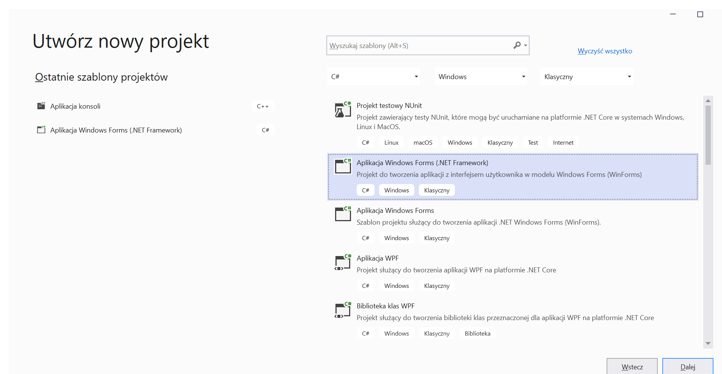 Utwórz nowy projekt
Ostatnie szablony projektów
Aplikacja konsoli C++
Aplikacja Windows Forms (.NET Framework) C#
Wyszukaj szablony (Alt+S)
Wyczyść wszystko
C# Windows Klasyczny
Projekt testowy NUnit
Projekt zawierający testy NUnit, które mogą być uruchamiane na platformie .NET Core w systemach Windows,
Linux i MacOS.
C# Linux macOS Windows Klasyczny Test Internet
Aplikacja Windows Forms (.NET Framework)
Projekt do tworzenia aplikacji z interfejsem użytkownika w modelu Windows Forms (WinForms)
C# Windows Klasyczny
Aplikacja Windows Forms
Szablon projektu służący do tworzenia aplikacji .NET Windows Forms (WinForms).
C# Windows Klasyczny
Aplikacja WPF
Projekt służący do tworzenia aplikacji WPF na platformie .NET Core
C# Windows Klasyczny
Biblioteka klas WPF
Projekt służący do tworzenia biblioteki klas przeznaczonej dla aplikacji WPF na platformie .NET Core
C# Windows Klasyczny Biblioteka
Wstecz Dalej